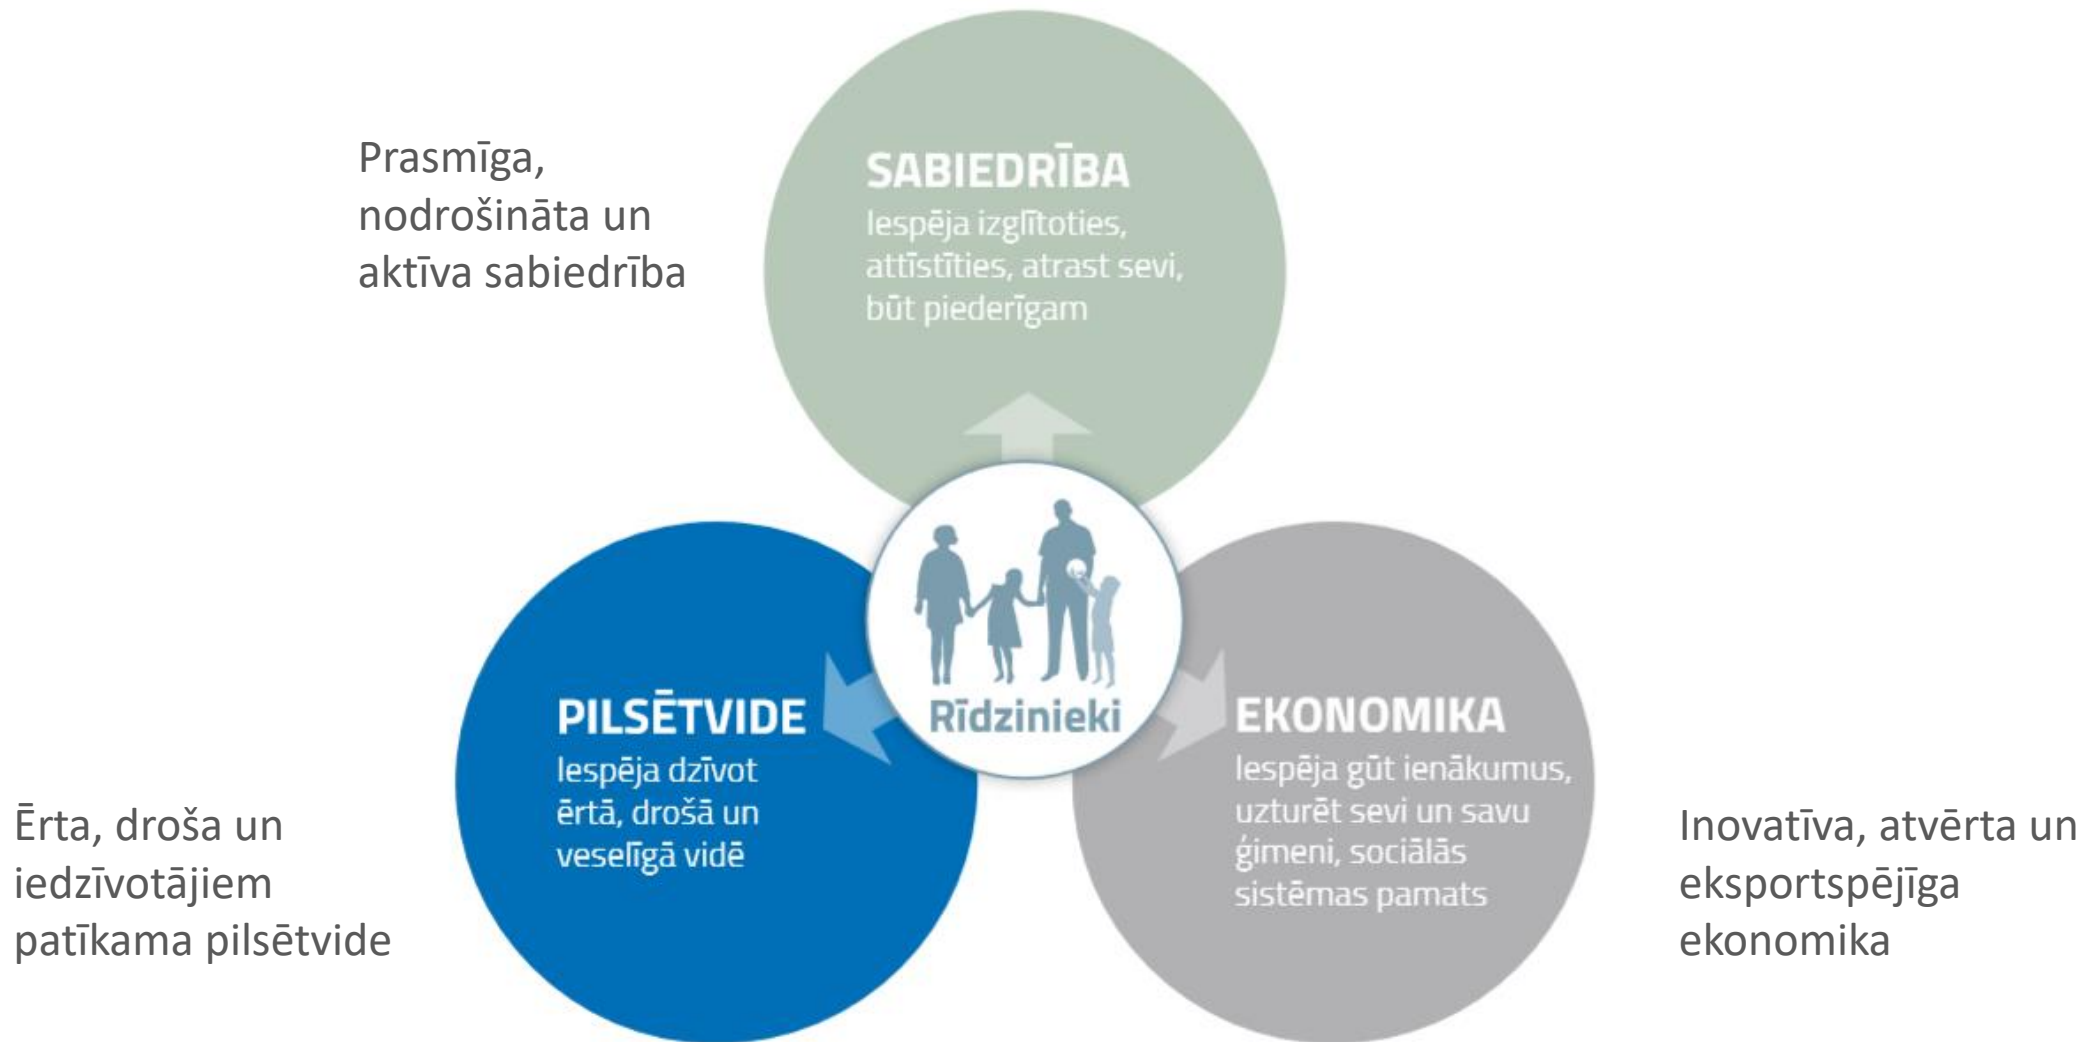 Prasmīga,
nodrošināta un
aktīva sabiedrība
SABIEDRĪBA
Iespēja izglītoties,
attīstīties, atrast sevi,
būt piederīgam
Rīdzinieki
PILSĒTVIDE
Iespēja dzīvot
ērtā, drošā un
veselīgā vidē
Ērta, droša un
iedzīvotājiem
patīkama pilsētvide
EKONOMIKA
Iespēja gūt ienākumus,
uzturēt sevi un savu
ģimeni, sociālās
sistēmas pamats
Inovatīva, atvērta un
eksportspējīga
ekonomika